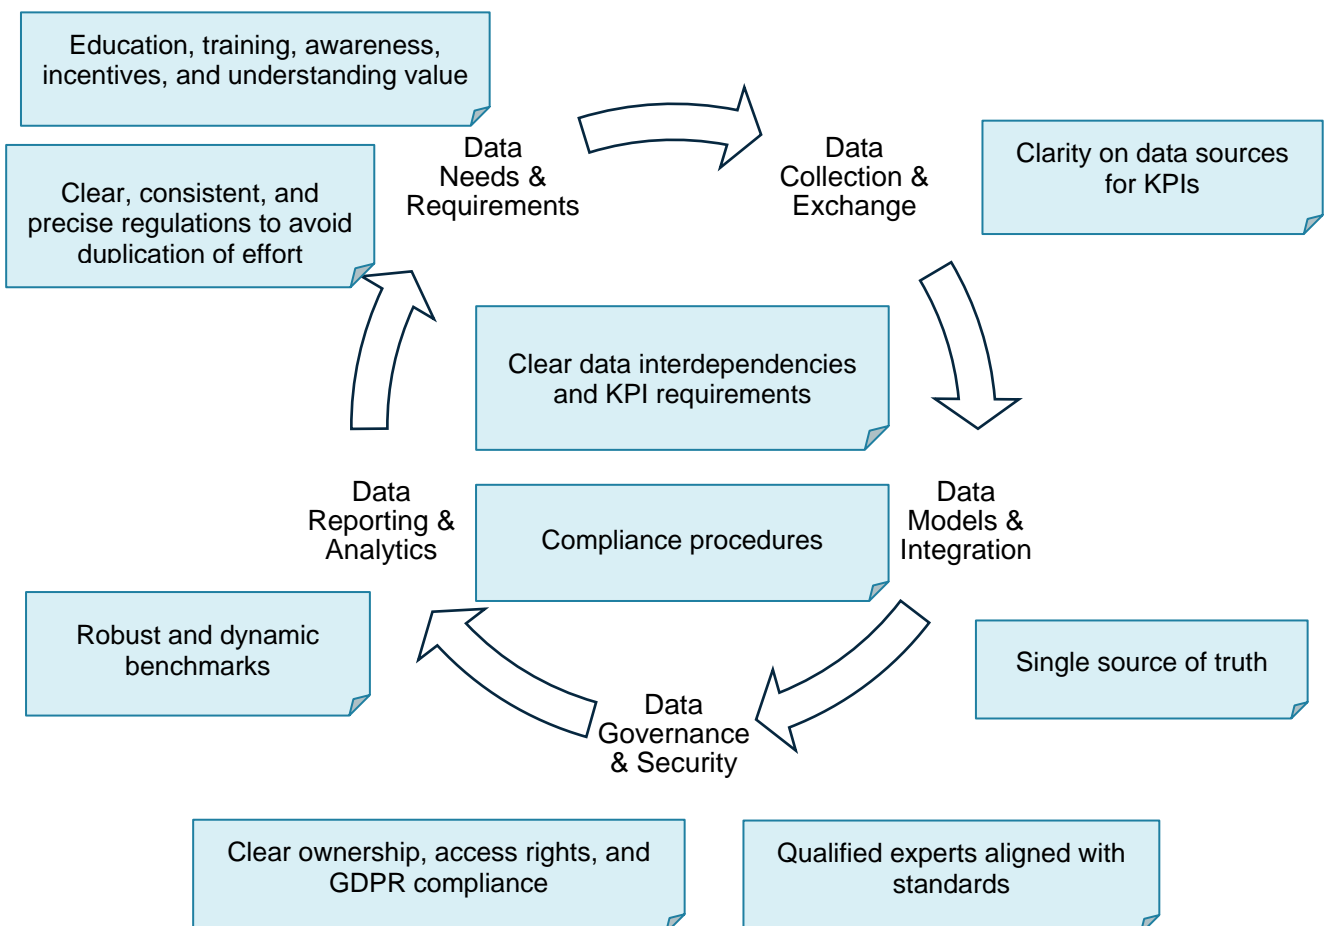 Education, training, awareness,
incentives, and understanding value
Data
Needs &
Requirements
Data
Collection &
Exchange
Clarity on data sources
for KPIs
Clear, consistent, and
precise regulations to avoid
duplication of effort
Clear data interdependencies
and KPI requirements
Data
Reporting &
Analytics
Compliance procedures
Data
Models &
Integration
Robust and dynamic
benchmarks
Single source of truth
Data
Governance
& Security
Clear ownership, access rights, and
GDPR compliance
Qualified experts aligned with
standards